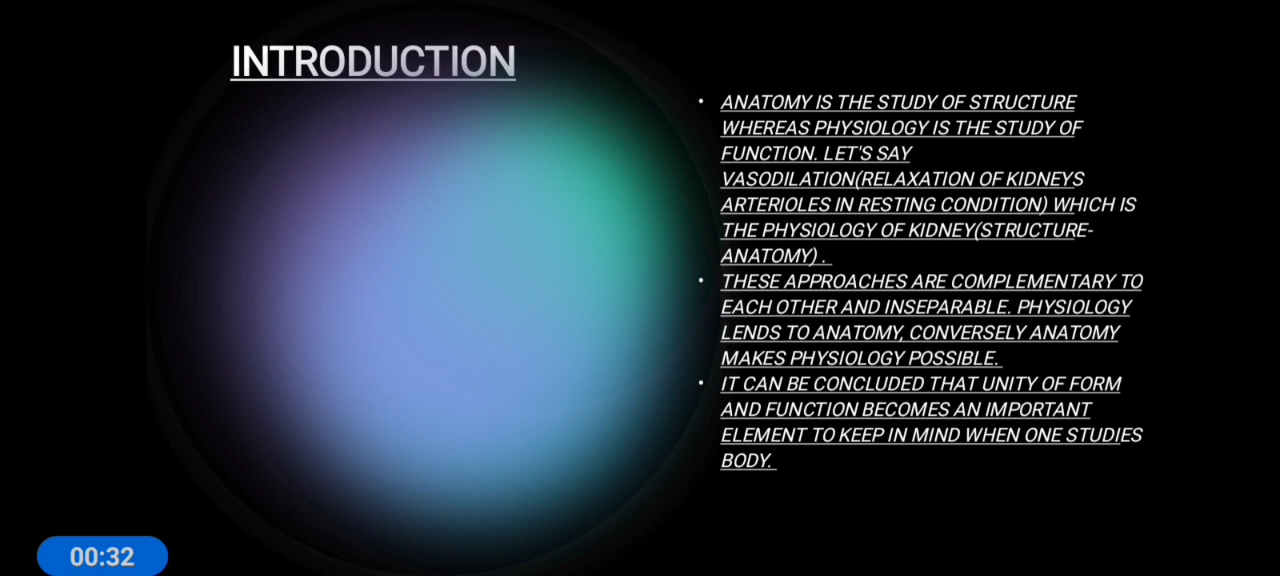 INTRODUCTION
• ANATOMY IS THE STUDY OF STRUCTURE
WHEREAS PHYSIOLOGY IS THE STUDY OF
FUNCTION. LET'S SAY
VASODILATION(RELAXATION OF KIDNEYS
ARTERIOLES IN RESTING CONDITION) WHICH IS
THE PHYSIOLOGY OF KIDNEY(STRUCTURE-
ANATOMY) .
• THESE APPROACHES ARE COMPLEMENTARY TO
EACH OTHER AND INSEPARABLE. PHYSIOLOGY
LENDS TO ANATOMY, CONVERSELY ANATOMY
MAKES PHYSIOLOGY POSSIBLE.
• IT CAN BE CONCLUDED THAT UNITY OF FORM
AND FUNCTION BECOMES AN IMPORTANT
ELEMENT TO KEEP IN MIND WHEN ONE STUDIES
BODY.
00:32